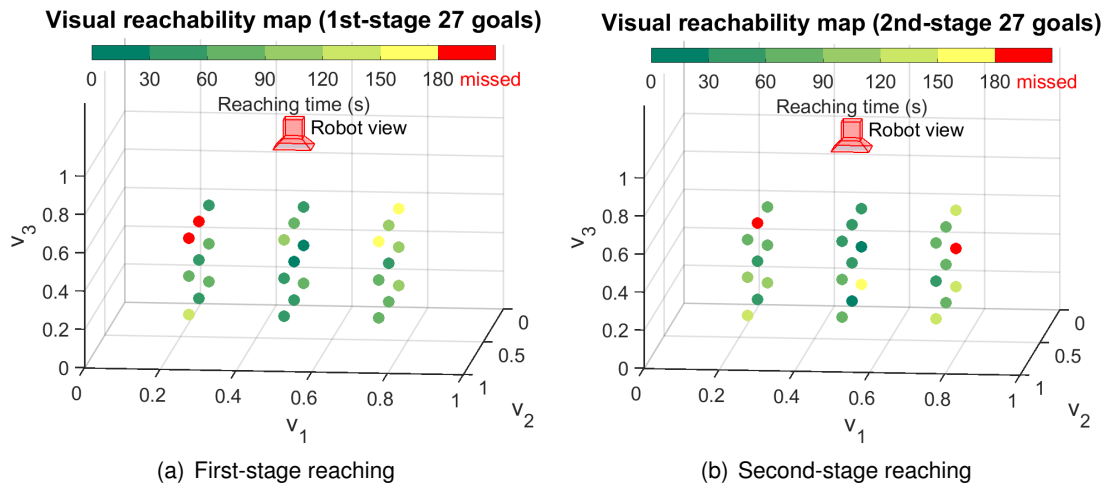 Visual reachability map (1st-stage 27 goals)
0 30 60 90 120 150 180 missed
Reaching time (s)
Robot view
1
0.8
0.6
0.4
0.2
0
v3
0 0.2 0.4 0.6 0.8 1
v1
0
0.5
1
v2
(a) First-stage reaching
Visual reachability map (2nd-stage 27 goals)
0 30 60 90 120 150 180 missed
Reaching time (s)
Robot view
1
0.8
0.6
0.4
0.2
0
v3
0 0.2 0.4 0.6 0.8 1
v1
0
0.5
1
v2
(b) Second-stage reaching